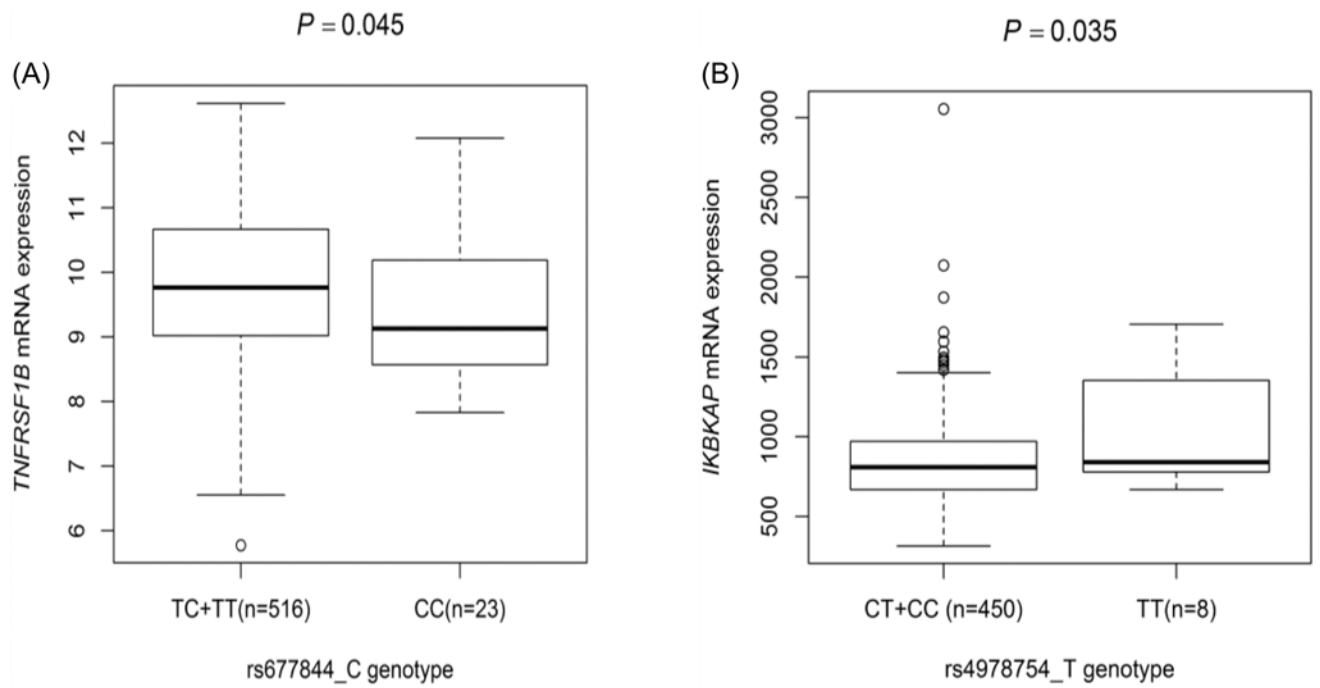 P = 0.045
(A)
TNFRSF1B mRNA expression
12
11
10
9
8
7
6
TC+TT(n=516)
CC(n=23)
rs677844_C genotype
P = 0.035
(B)
IKBKAP mRNA expression
3000
2500
2000
1500
1000
500
CT+CC (n=450)
TT(n=8)
rs4978754_T genotype